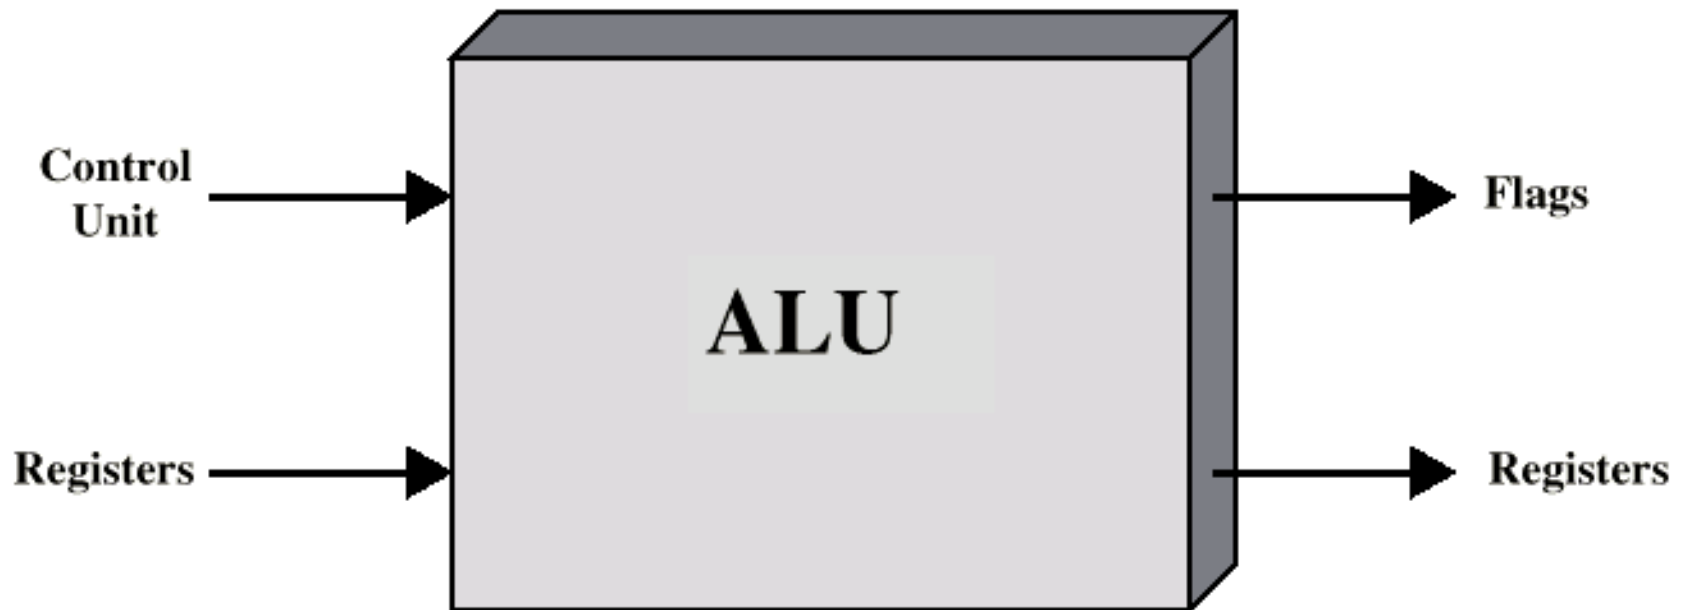 Control
Unit
Flags
ALU
Registers
Registers